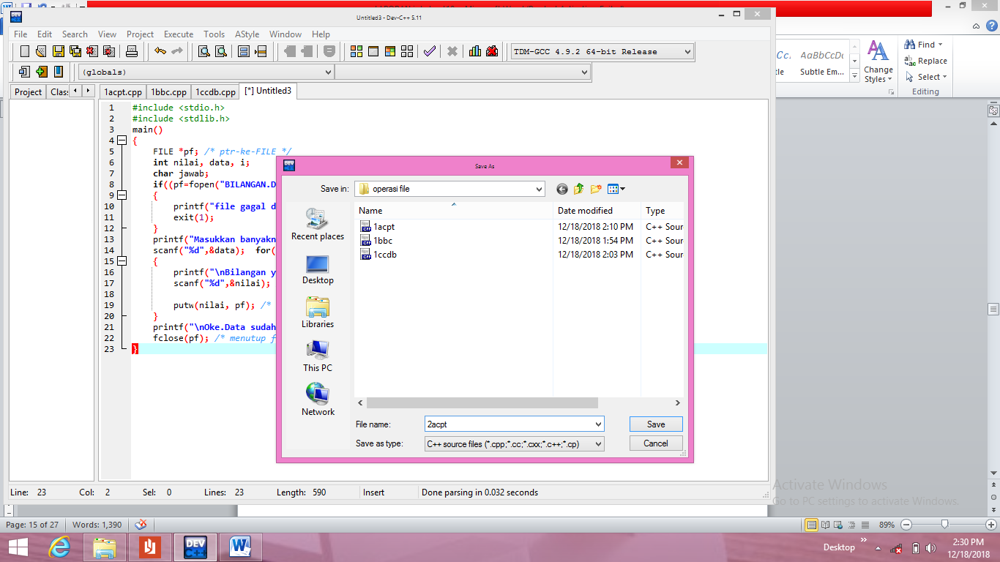 Untitled3 - Dev-C++ 5.11
File Edit Search View Project Execute Tools AStyle Window Help
TDM-GCC 4.9.2 64-bit Release
(globals)
Project Clas
1acpt.cpp 1bbc.cpp 1ccdb.cpp [*] Untitled3
1 #include <stdio.h>
2 #include <stdlib.h>
3 main()
4 {
5 FILE *pf; /* ptr-ke-FILE */
6 int nilai, data, i;
7 char jawab;
8 if((pf=fopen("BILANGAN.D
9 {
10 printf("file gagal d
11 exit(1);
12 }
13 printf("Masukkan banyakn
14 scanf("%d",&data); for(
15 {
16 printf("\nBilangan y
17 scanf("%d",&nilai);
18
19 putw(nilai, pf); /*
20 }
21 printf("\nOke.Data sudah
22 fclose(pf); /* menutup f
23 }
Save As
Save in: operasi file
Name Date modified Type
1acpt 12/18/2018 2:10 PM C++ Sour
1bbc 12/18/2018 1:54 PM C++ Sour
1ccdb 12/18/2018 2:03 PM C++ Sour
Recent places
Desktop
Libraries
This PC
Network
File name: 2acpt Save
Save as type: C++ source files (*.cpp;*.cc;*.cxx;*.c++;*.cp) Cancel
Line: 23 Col: 2 Sel: 0 Lines: 23 Length: 590 Insert Done parsing in 0.032 seconds
AaBbCcDc
Subtle Em...
Change
Styles
Find
Replace
Select
Editing
Activate Windows
Go to PC settings to activate Windows.
Page: 15 of 27 Words: 1,390 89%
Desktop
2:30 PM
12/18/2018